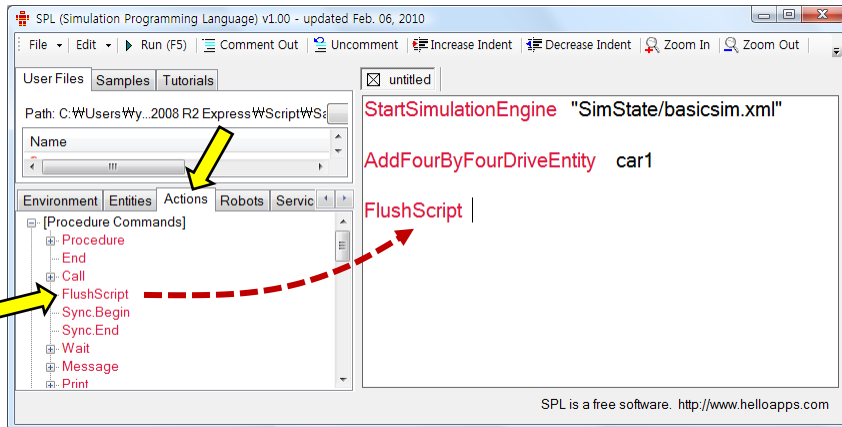 SPL (Simulation Programming Language) v1.00 - updated Feb. 06, 2010
File Edit Run (F5) Comment Out Uncomment Increase Indent Decrease Indent Zoom In Zoom Out
User Files Samples Tutorials
Path: C:₩Users₩y...2008 R2 Express₩Script₩Sa
Name
Environment Entities Actions Robots Servic
[Procedure Commands]
Procedure
End
Call
FlushScript
Sync.Begin
Sync.End
Wait
Message
Print
untitled
StartSimulationEngine "SimState/basicsim.xml"
AddFourByFourDriveEntity car1
FlushScript
SPL is a free software. http://www.helloapps.com